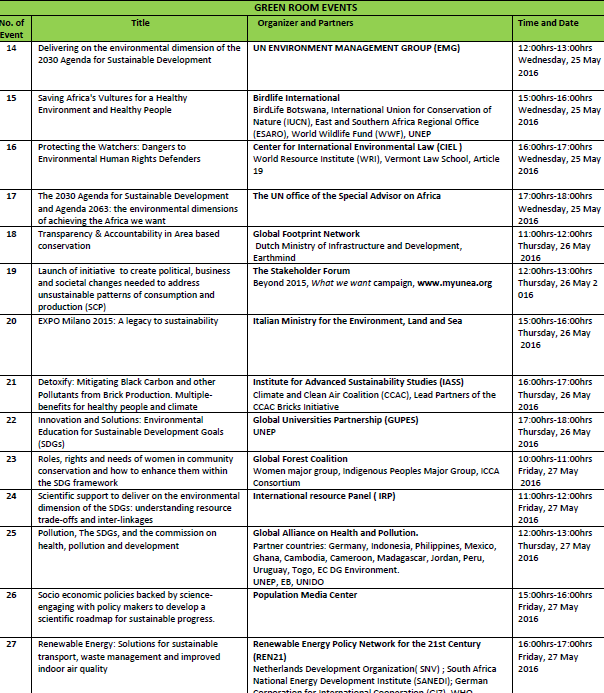 GREEN ROOM EVENTS
No. of Event Title Organizer and Partners Time and Date
14 Delivering on the environmental dimension of the UN ENVIRONMENT MANAGEMENT GROUP (EMG) 12:00hrs-13:00hrs
2030 Agenda for Sustainable Development Wednesday, 25 May
2016
15 Saving Africa's Vultures for a Healthy Birdlife International 15:00hrs-16:00hrs
Environment and Healthy People BirdLife Botswana, International Union for Conservation of Wednesday, 25 May
Nature (IUCN), East and Southern Africa Regional Office 2016
(ESARO), World Wildlife Fund (WWF), UNEP
16 Protecting the Watchers: Dangers to Center for International Environmental Law (CIEL ) 16:00hrs-17:00hrs
Environmental Human Rights Defenders World Resource Institute (WRI), Vermont Law School, Article Wednesday, 25 May
19 2016
17 The 2030 Agenda for Sustainable Development The UN office of the Special Advisor on Africa 17:00hrs-18:00hrs
and Agenda 2063: the environmental dimensions Wednesday, 25 May
of achieving the Africa we want 2016
18 Transparency & Accountability in Area based Global Footprint Network 11:00hrs-12:00hrs
conservation Dutch Ministry of Infrastructure and Development, Thursday, 26 May
Earthmind 2016
19 Launch of initiative to create political, business The Stakeholder Forum 12:00hrs-13:00hrs
and societal changes needed to address Beyond 2015, What we want campaign, www.myunea.org Thursday, 26 May 2
unsustainable patterns of consumption and 016
production (SCP)
20 EXPO Milano 2015: A legacy to sustainability Italian Ministry for the Environment, Land and Sea 15:00hrs-16:00hrs
Thursday, 26 May
2016
21 Detoxify: Mitigating Black Carbon and other Institute for Advanced Sustainability Studies (IASS) 16:00hrs-17:00hrs
Pollutants from Brick Production. Multiple- Climate and Clean Air Coalition (CCAC), Lead Partners of the Thursday, 26 May
benefits for healthy people and climate CCAC Bricks Initiative 2016
22 Innovation and Solutions: Environmental Global Universities Partnership (GUPES) 17:00hrs-18:00hrs
Education for Sustainable Development Goals UNEP Thursday, 26 May
(SDGs) 2016
23 Roles, rights and needs of women in community Global Forest Coalition 10:00hrs-11:00hrs
conservation and how to enhance them within Women major group, Indigenous Peoples Major Group, ICCA Friday, 27 May
the SDG framework Consortium 2016
24 Scientific support to deliver on the environmental International resource Panel ( IRP) 11:00hrs-12:00hrs
dimension of the SDGs: understanding resource Friday, 27 May
trade-offs and inter-linkages 2016
25 Pollution, The SDGs, and the commission on Global Alliance on Health and Pollution. 12:00hrs-13:00hrs
health, pollution and development Partner countries: Germany, Indonesia, Philippines, Mexico, Thursday, 27 May
Ghana, Cambodia, Cameroon, Madagascar, Jordan, Peru, 2016
Uruguay, Togo, EC DG Environment.
UNEP, EB, UNIDO
26 Socio economic policies backed by science- Population Media Center 15:00hrs-16:00hrs
engaging with policy makers to develop a Friday, 27 May
scientific roadmap for sustainable progress. 2016
27 Renewable Energy: Solutions for sustainable Renewable Energy Policy Network for the 21st Century 16:00hrs-17:00hrs
transport, waste management and improved (REN21) Friday, 27 May
indoor air quality Netherlands Development Organization( SNV) ; South Africa 2016
National Energy Development Institute (SANEDI); German
Corporation for International Cooperation (GIZ), WHO